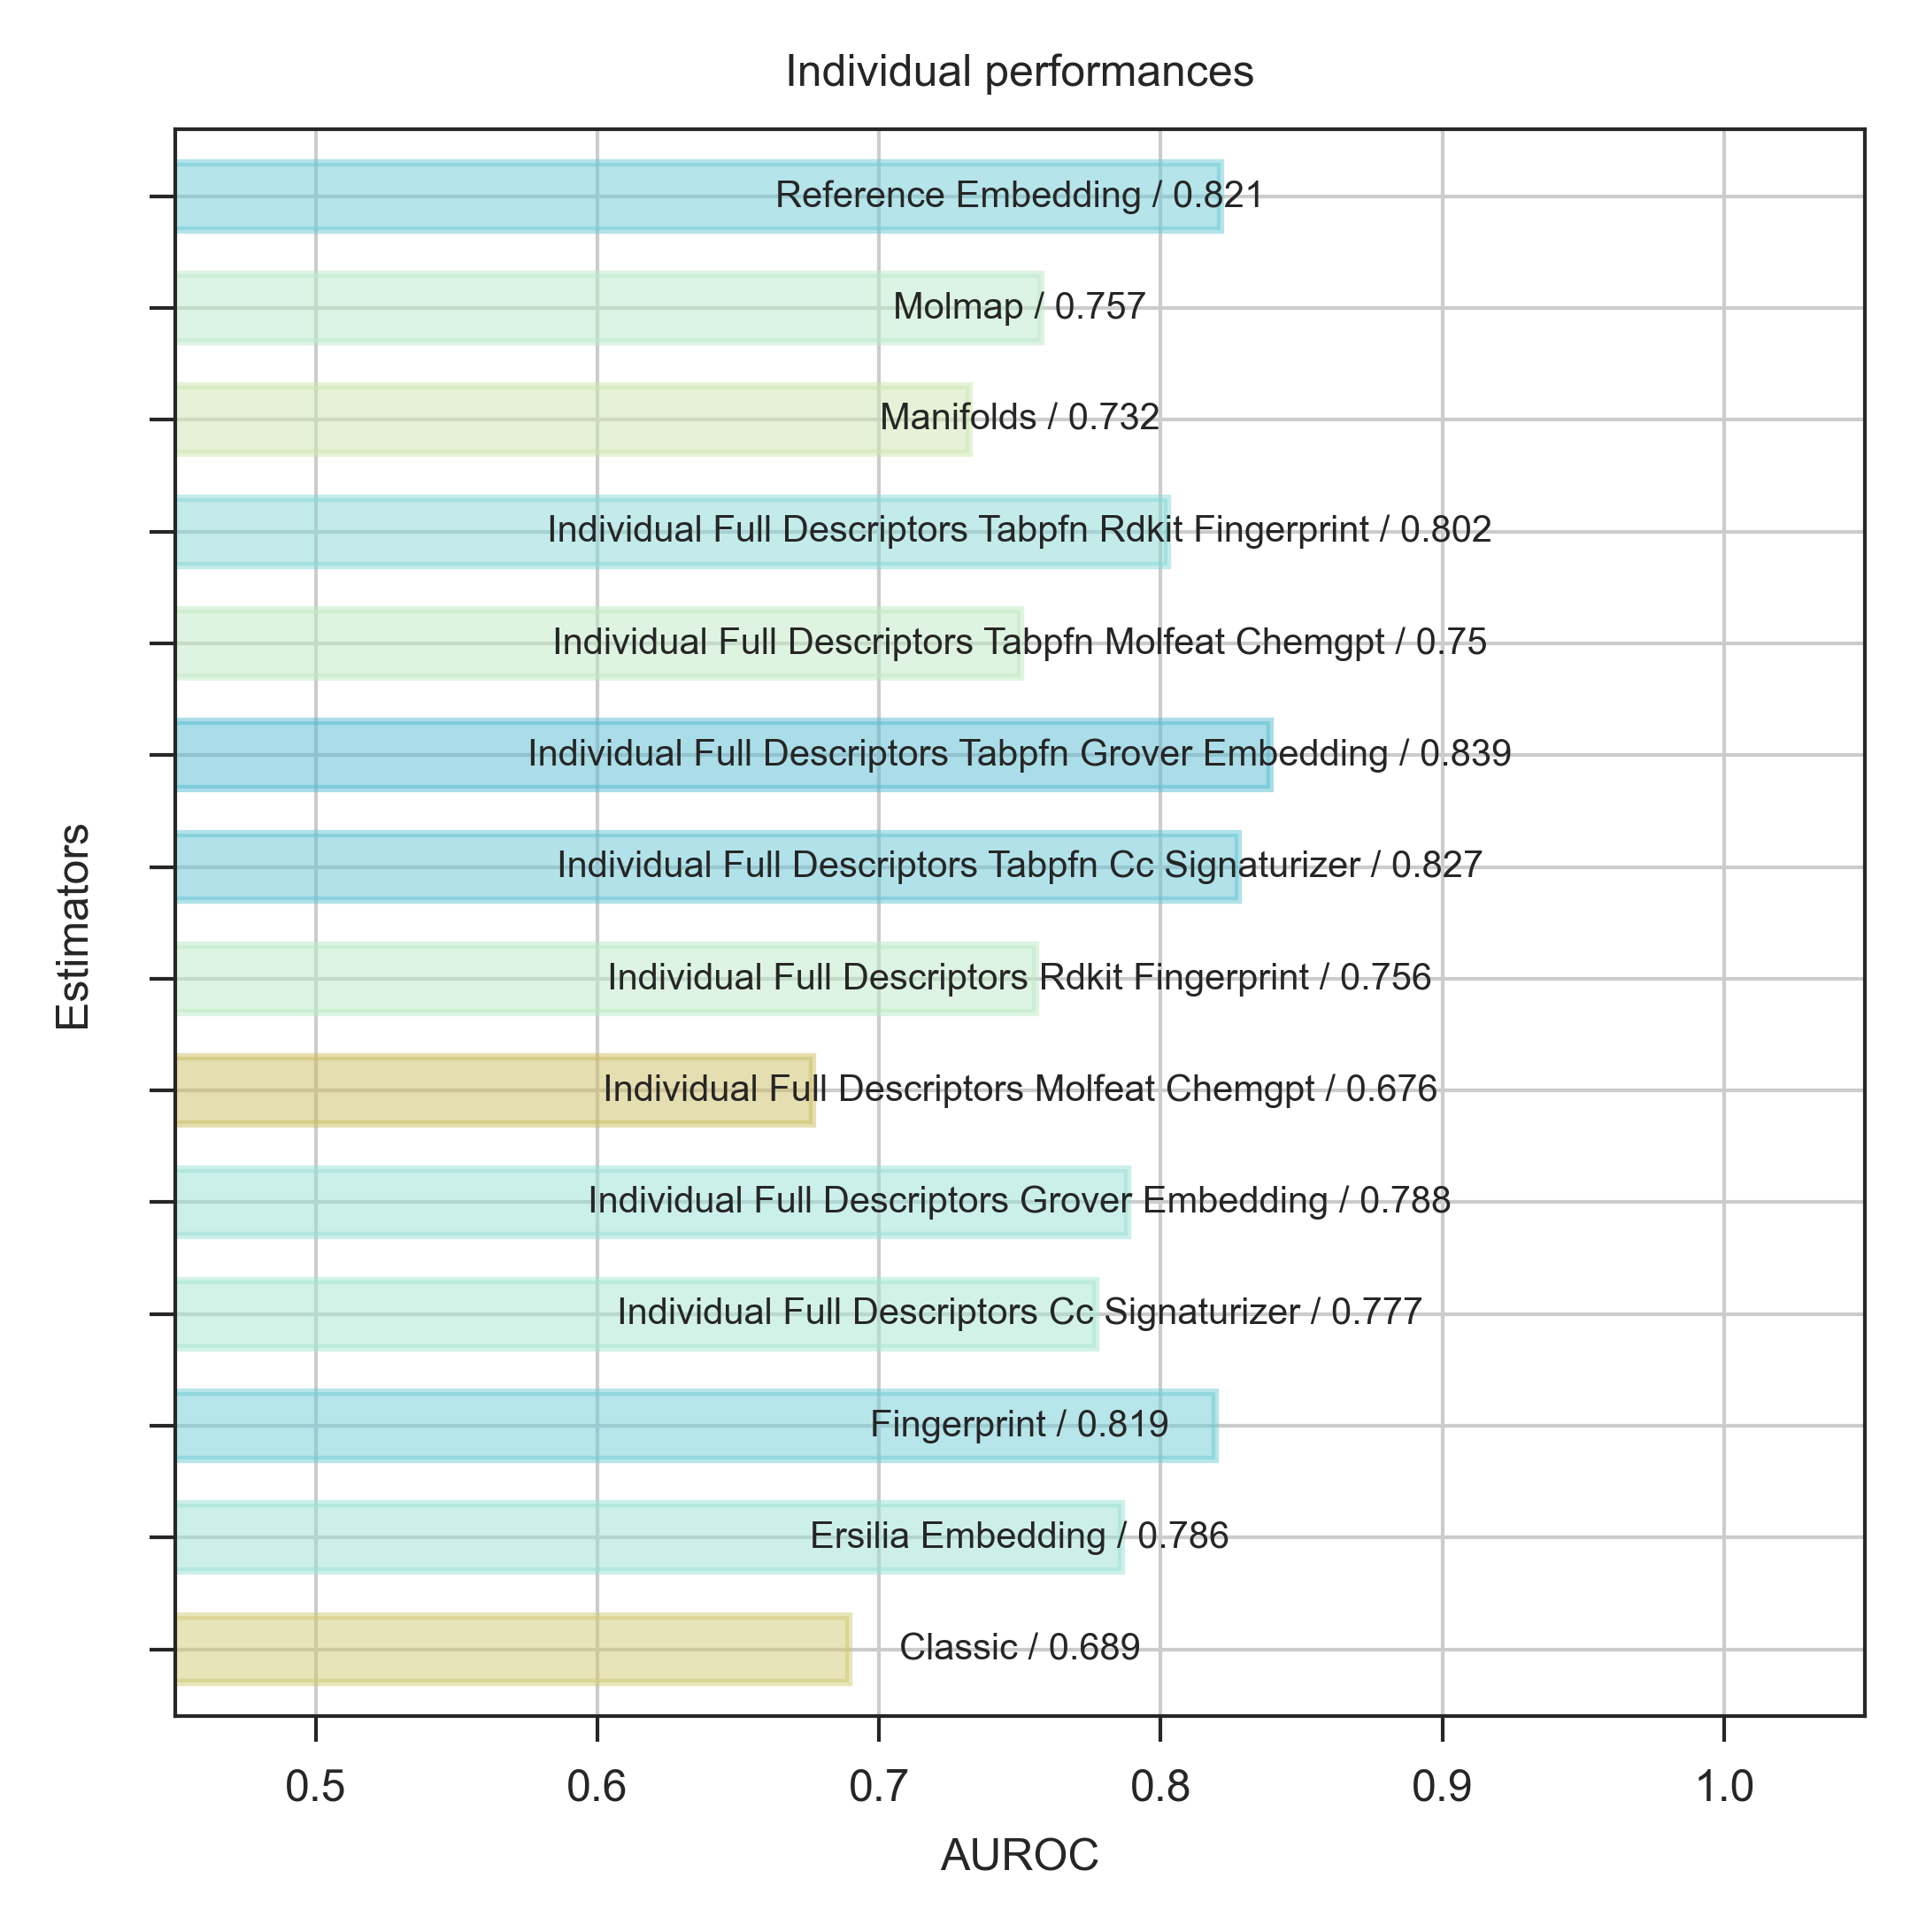 Individual performances
Reference Embedding / 0.821
Molmap / 0.757
Manifolds / 0.732
Individual Full Descriptors Tabpfn Rdkit Fingerprint / 0.802
Individual Full Descriptors Tabpfn Molfeat Chemgpt / 0.75
Individual Full Descriptors Tabpfn Grover Embedding / 0.839
Individual Full Descriptors Tabpfn Cc Signaturizer / 0.827
Individual Full Descriptors Rdkit Fingerprint / 0.756
Individual Full Descriptors Molfeat Chemgpt / 0.676
Individual Full Descriptors Grover Embedding / 0.788
Individual Full Descriptors Cc Signaturizer / 0.777
Fingerprint / 0.819
Ersilia Embedding / 0.786
Classic / 0.689
Estimators
0.5 0.6 0.7 0.8 0.9 1.0
AUROC